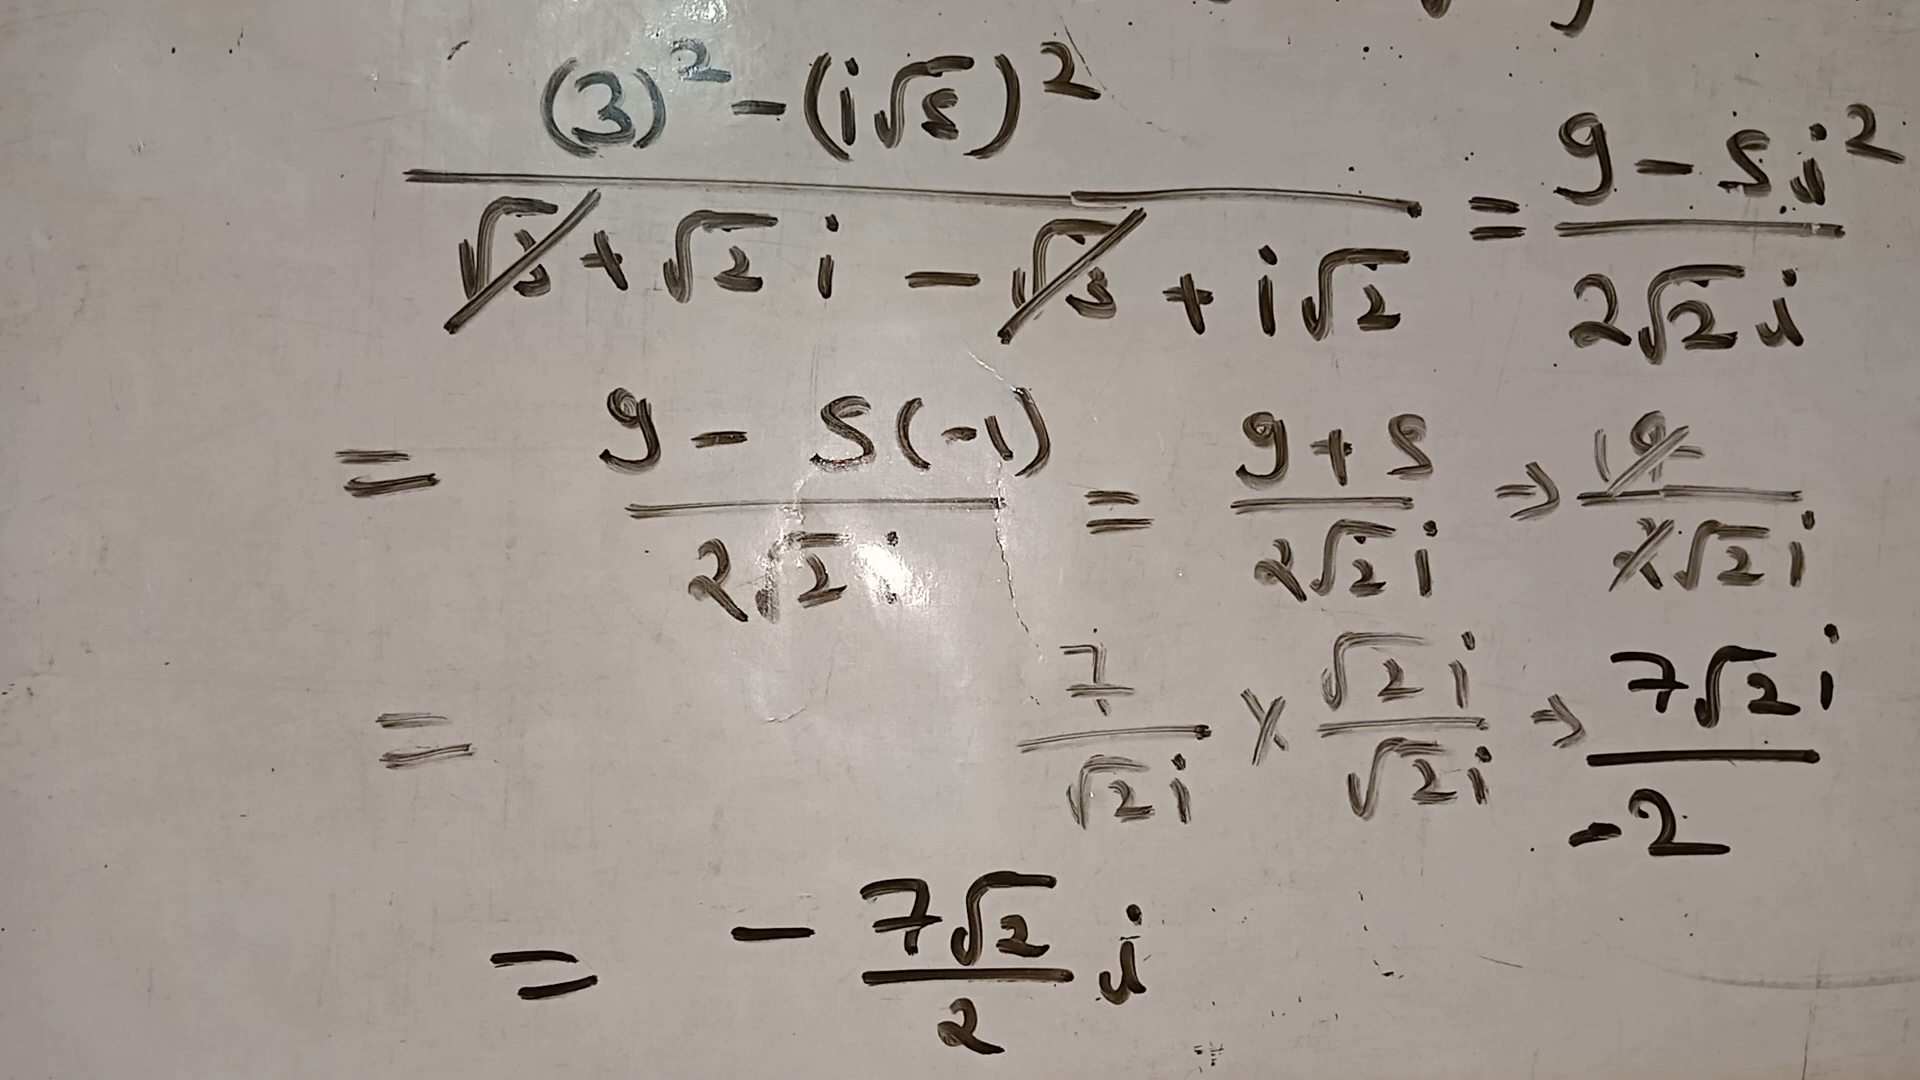 (3)² - (i√5)²
√3 + √2 i - √3 + i√2
= 9 - 5i²
2√2 i
= 9 - 5(-1)
2√2 i
= 9 + 5
2√2 i
→ 14
2√2 i
= 7
√2 i
× √2 i
√2 i
→ 7√2 i
-2
= - 7√2 i
2